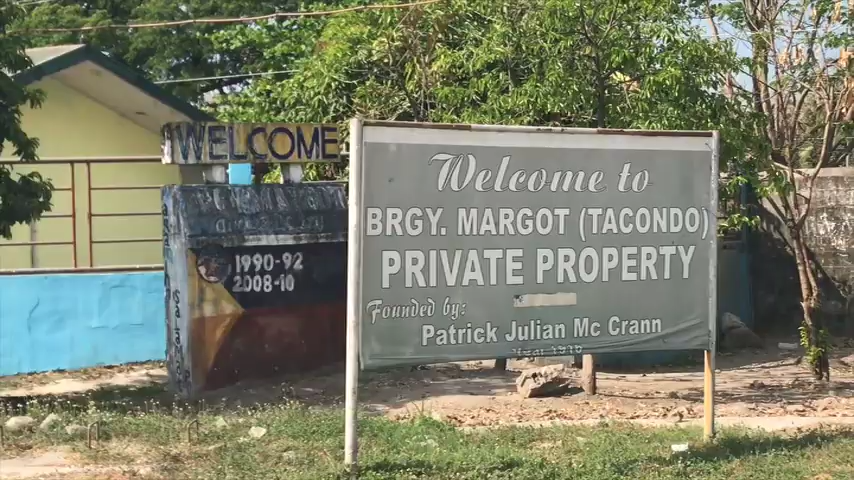 WELCOME
1990-92
2008-10
Welcome to
BRGY. MARGOT (TACONDO)
PRIVATE PROPERTY
Founded by:
Patrick Julian Mc Crann